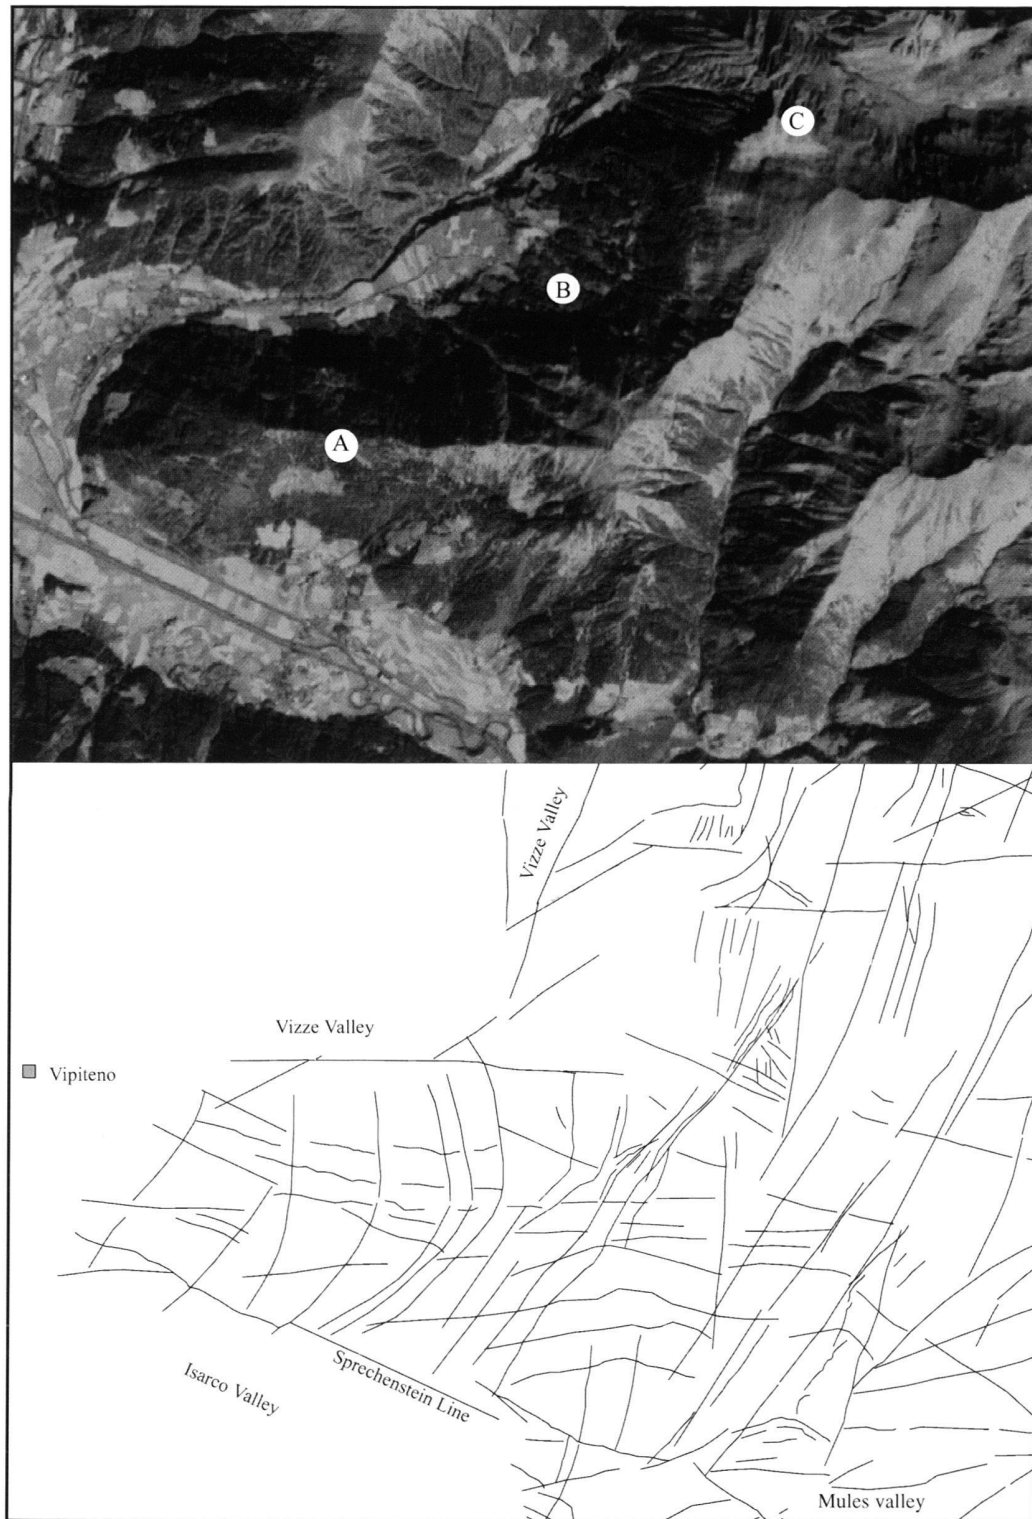 C
B
A
Vizze Valley
Vizze Valley
Vipiteno
Sprechenstein Line
Isarco Valley
Mules valley